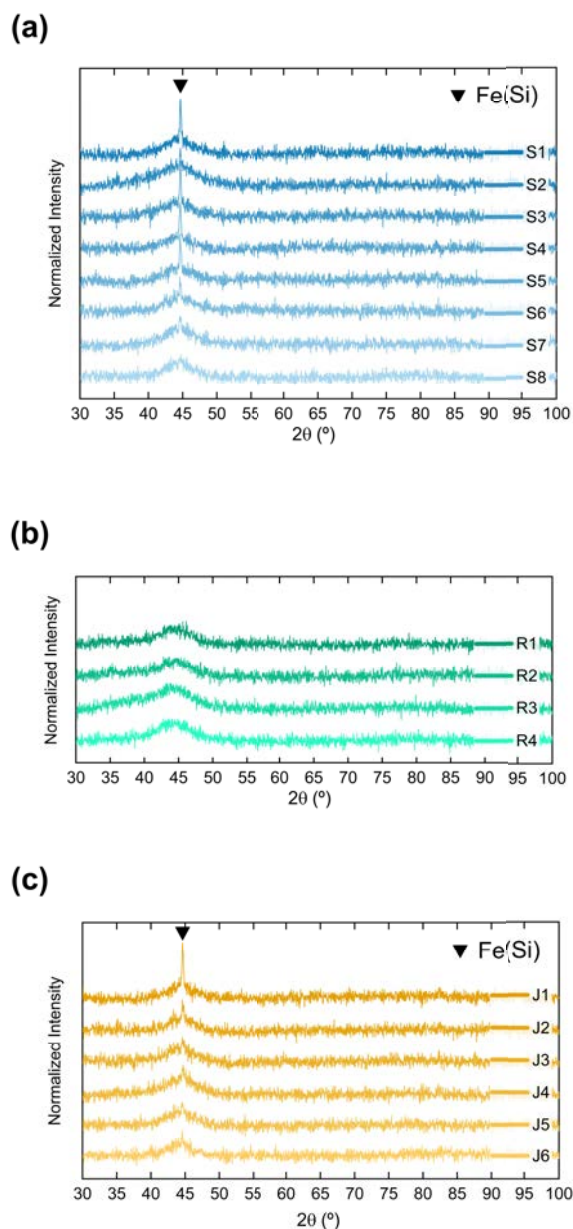 (a)
▼ Fe(Si)
Normalized Intensity
S1
S2
S3
S4
S5
S6
S7
S8
30 35 40 45 50 55 60 65 70 75 80 85 90 95 100
2θ (º)
(b)
Normalized Intensity
R1
R2
R3
R4
30 35 40 45 50 55 60 65 70 75 80 85 90 95 100
2θ (º)
(c)
▼ Fe(Si)
Normalized Intensity
J1
J2
J3
J4
J5
J6
30 35 40 45 50 55 60 65 70 75 80 85 90 95 100
2θ (º)